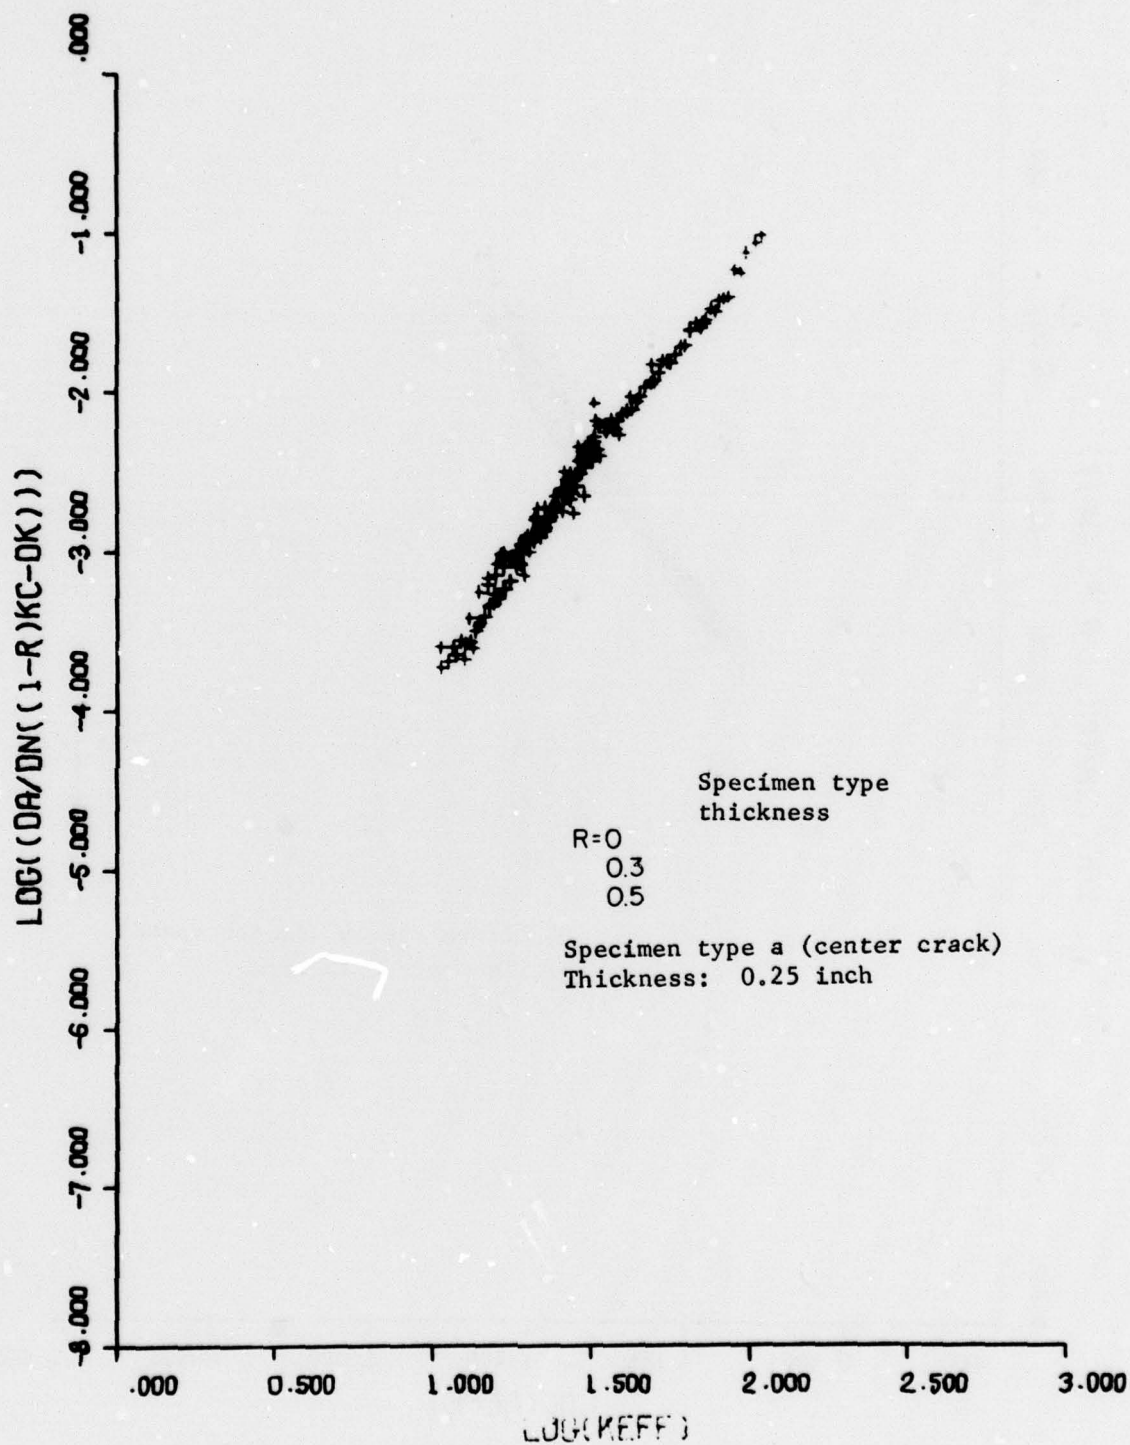 .000
-1.000
-2.000
-3.000
-4.000
-5.000
-6.000
-7.000
-8.000
LOG((DA/DN((1-R)KC-DK)))
Specimen type
thickness
R=0
0.3
0.5
Specimen type a (center crack)
Thickness: 0.25 inch
.000 0.500 1.000 1.500 2.000 2.500 3.000
LOG(KEFF)